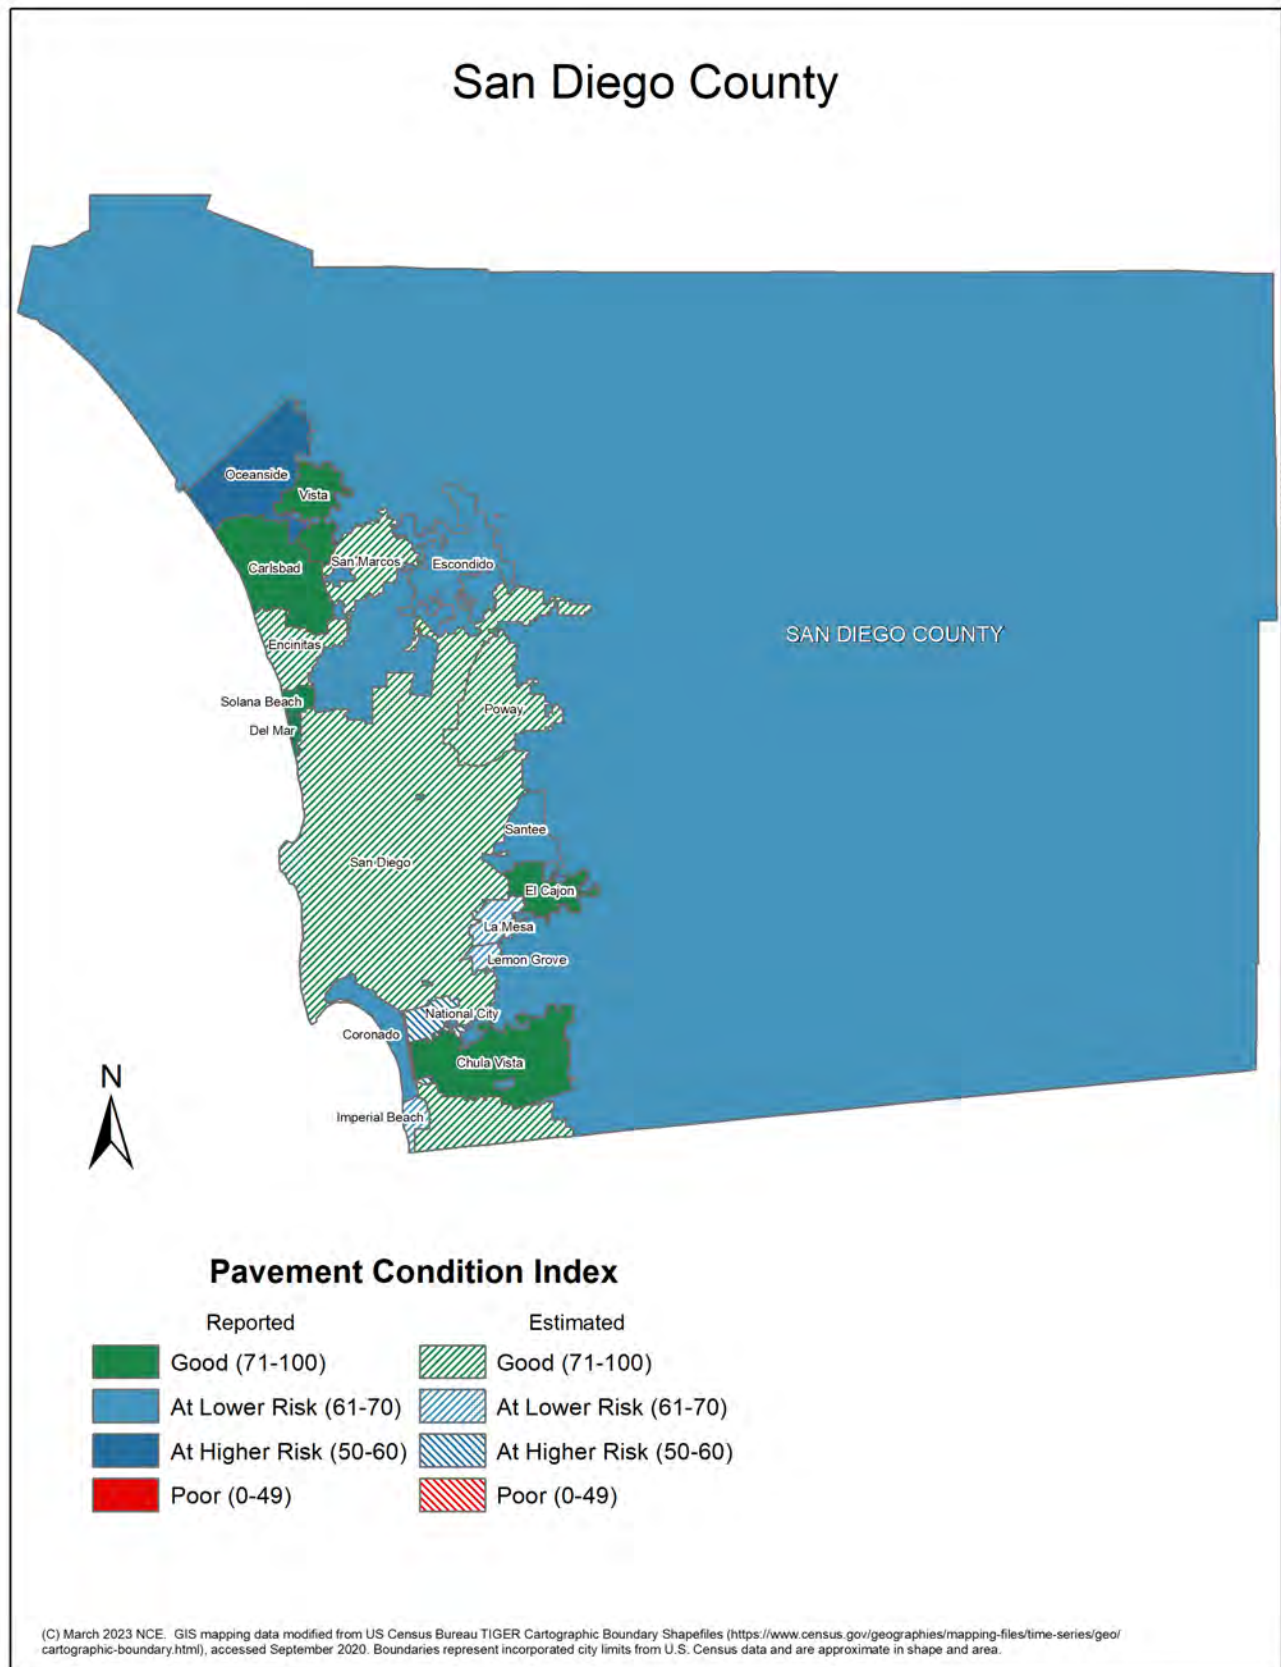 San Diego County
Oceanside
Vista
Carlsbad
San Marcos
Escondido
SAN DIEGO COUNTY
Encinitas
Solana Beach
Poway
Del Mar
Santee
San Diego
El Cajon
La Mesa
Lemon Grove
National City
Coronado
Chula Vista
N
Imperial Beach
Pavement Condition Index
Reported Estimated
Good (71-100) Good (71-100)
At Lower Risk (61-70) At Lower Risk (61-70)
At Higher Risk (50-60) At Higher Risk (50-60)
Poor (0-49) Poor (0-49)
(C) March 2023 NCE. GIS mapping data modified from US Census Bureau TIGER Cartographic Boundary Shapefiles (https://www.census.gov/geographies/mapping-files/time-series/geo/
cartographic-boundary.html), accessed September 2020. Boundaries represent incorporated city limits from U.S. Census data and are approximate in shape and area.